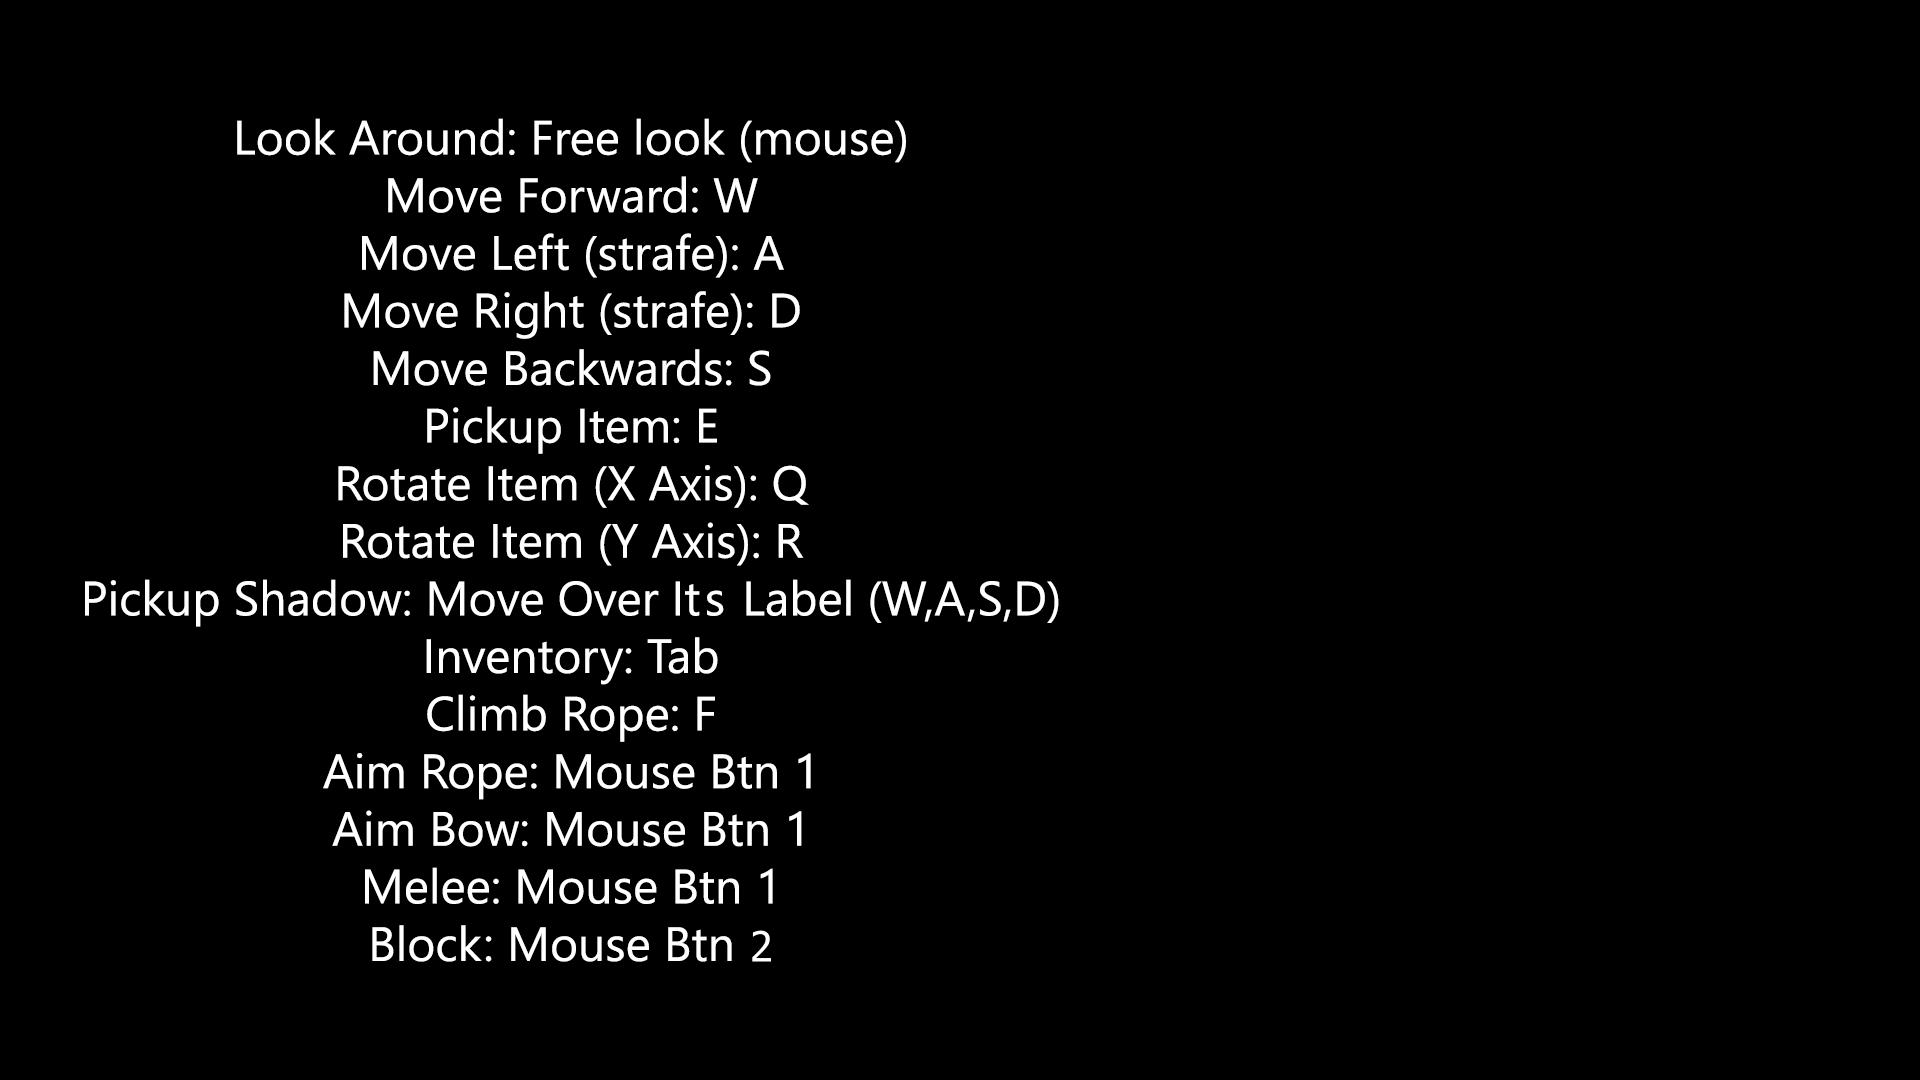 Look Around: Free look (mouse)
Move Forward: W
Move Left (strafe): A
Move Right (strafe): D
Move Backwards: S
Pickup Item: E
Rotate Item (X Axis): Q
Rotate Item (Y Axis): R
Pickup Shadow: Move Over Its Label (W,A,S,D)
Inventory: Tab
Climb Rope: F
Aim Rope: Mouse Btn 1
Aim Bow: Mouse Btn 1
Melee: Mouse Btn 1
Block: Mouse Btn 2